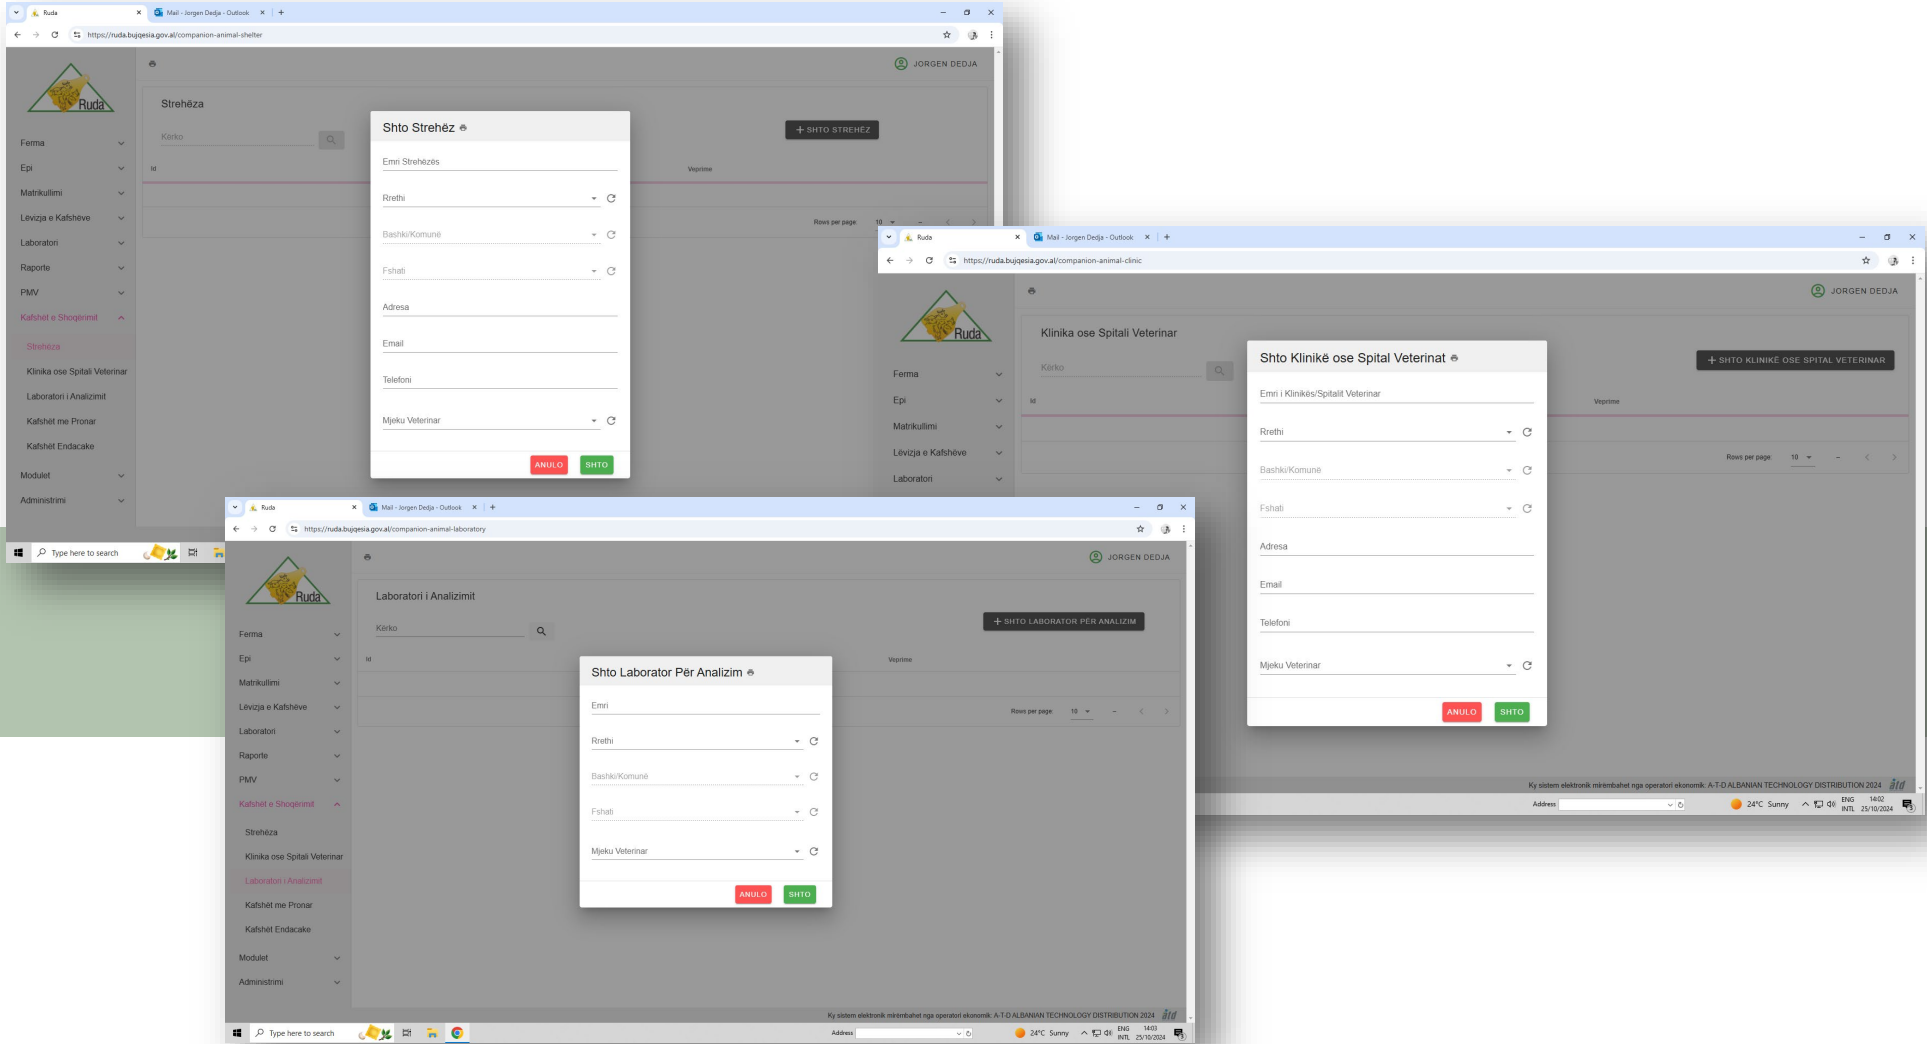 Ruda
Mail - Jorgen Dedja - Outlook
https://ruda.bujqesia.gov.al/companion-animal-shelter
JORGEN DEDJA
Ruda
Strehëza
Kërko
+ SHTO STREHËZ
Id
Veprime
Rows per page: 10 –
Ferma
Epi
Matrikullimi
Lëvizja e Kafshëve
Laboratori
Raporte
PMV
Kafshët e Shoqërimit
Strehëza
Klinika ose Spitali Veterinar
Laboratori i Analizimit
Kafshët me Pronar
Kafshët Endacake
Modulet
Administrimi
Shto Strehëz
Emri Strehëzës
Rrethi
Bashki/Komunë
Fshati
Adresa
Email
Telefoni
Mjeku Veterinar
ANULO SHTO
Type here to search
Ruda
Mail - Jorgen Dedja - Outlook
https://ruda.bujqesia.gov.al/companion-animal-clinic
JORGEN DEDJA
Ruda
Klinika ose Spitali Veterinar
Kërko
+ SHTO KLINIKË OSE SPITAL VETERINAR
Id
Veprime
Rows per page: 10 –
Ferma
Epi
Matrikullimi
Lëvizja e Kafshëve
Laboratori
Shto Klinikë ose Spital Veterinat
Emri i Klinikës/Spitalit Veterinar
Rrethi
Bashki/Komunë
Fshati
Adresa
Email
Telefoni
Mjeku Veterinar
ANULO SHTO
Ky sistem elektronik mirëmbahet nga operatori ekonomik: A-T-D ALBANIAN TECHNOLOGY DISTRIBUTION 2024 atd
Address
24°C Sunny
ENG
INTL
14:02
25/10/2024
3
Ruda
Mail - Jorgen Dedja - Outlook
https://ruda.bujqesia.gov.al/companion-animal-laboratory
JORGEN DEDJA
Ruda
Laboratori i Analizimit
Kërko
+ SHTO LABORATOR PËR ANALIZIM
Id
Veprime
Rows per page: 10 –
Ferma
Epi
Matrikullimi
Lëvizja e Kafshëve
Laboratori
Raporte
PMV
Kafshët e Shoqërimit
Strehëza
Klinika ose Spitali Veterinar
Laboratori i Analizimit
Kafshët me Pronar
Kafshët Endacake
Modulet
Administrimi
Shto Laborator Për Analizim
Emri
Rrethi
Bashki/Komunë
Fshati
Mjeku Veterinar
ANULO SHTO
Ky sistem elektronik mirëmbahet nga operatori ekonomik: A-T-D ALBANIAN TECHNOLOGY DISTRIBUTION 2024 atd
Type here to search
Address
24°C Sunny
ENG
INTL
14:03
25/10/2024
3